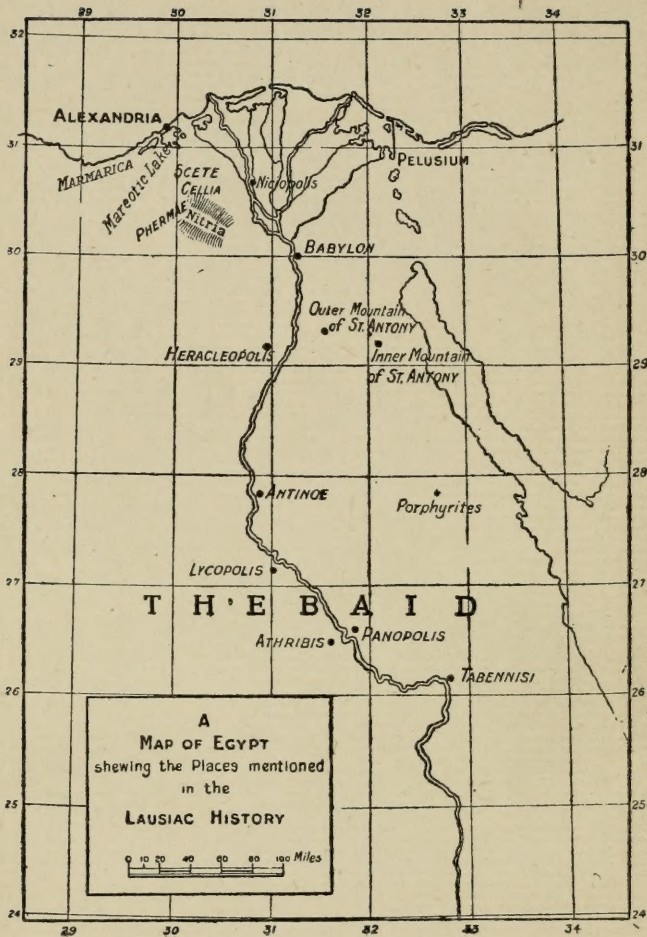 29 30 31 32 33 34
32
ALEXANDRIA
31 31
MARMARICA
Mareotic Lake
SCETE
CELLIA
Nicropolis
PELUSIUM
PHERMAE
Nitria
30 BABYLON 30
Outer Mountain
of ST. ANTONY
29 HERACLEOPOLIS 29
Inner Mountain
of ST. ANTONY
28 28
ANTINOE
Porphyrites
LYCOPOLIS
27 27
THEBAID
PANOPOLIS
ATHRIBIS
TABENNISI
26 26
A
MAP OF EGYPT
shewing the Places mentioned
in the
LAUSIAC HISTORY
0 10 20 40 60 80 100 Miles
25 25
24 24
29 30 31 32 33 34